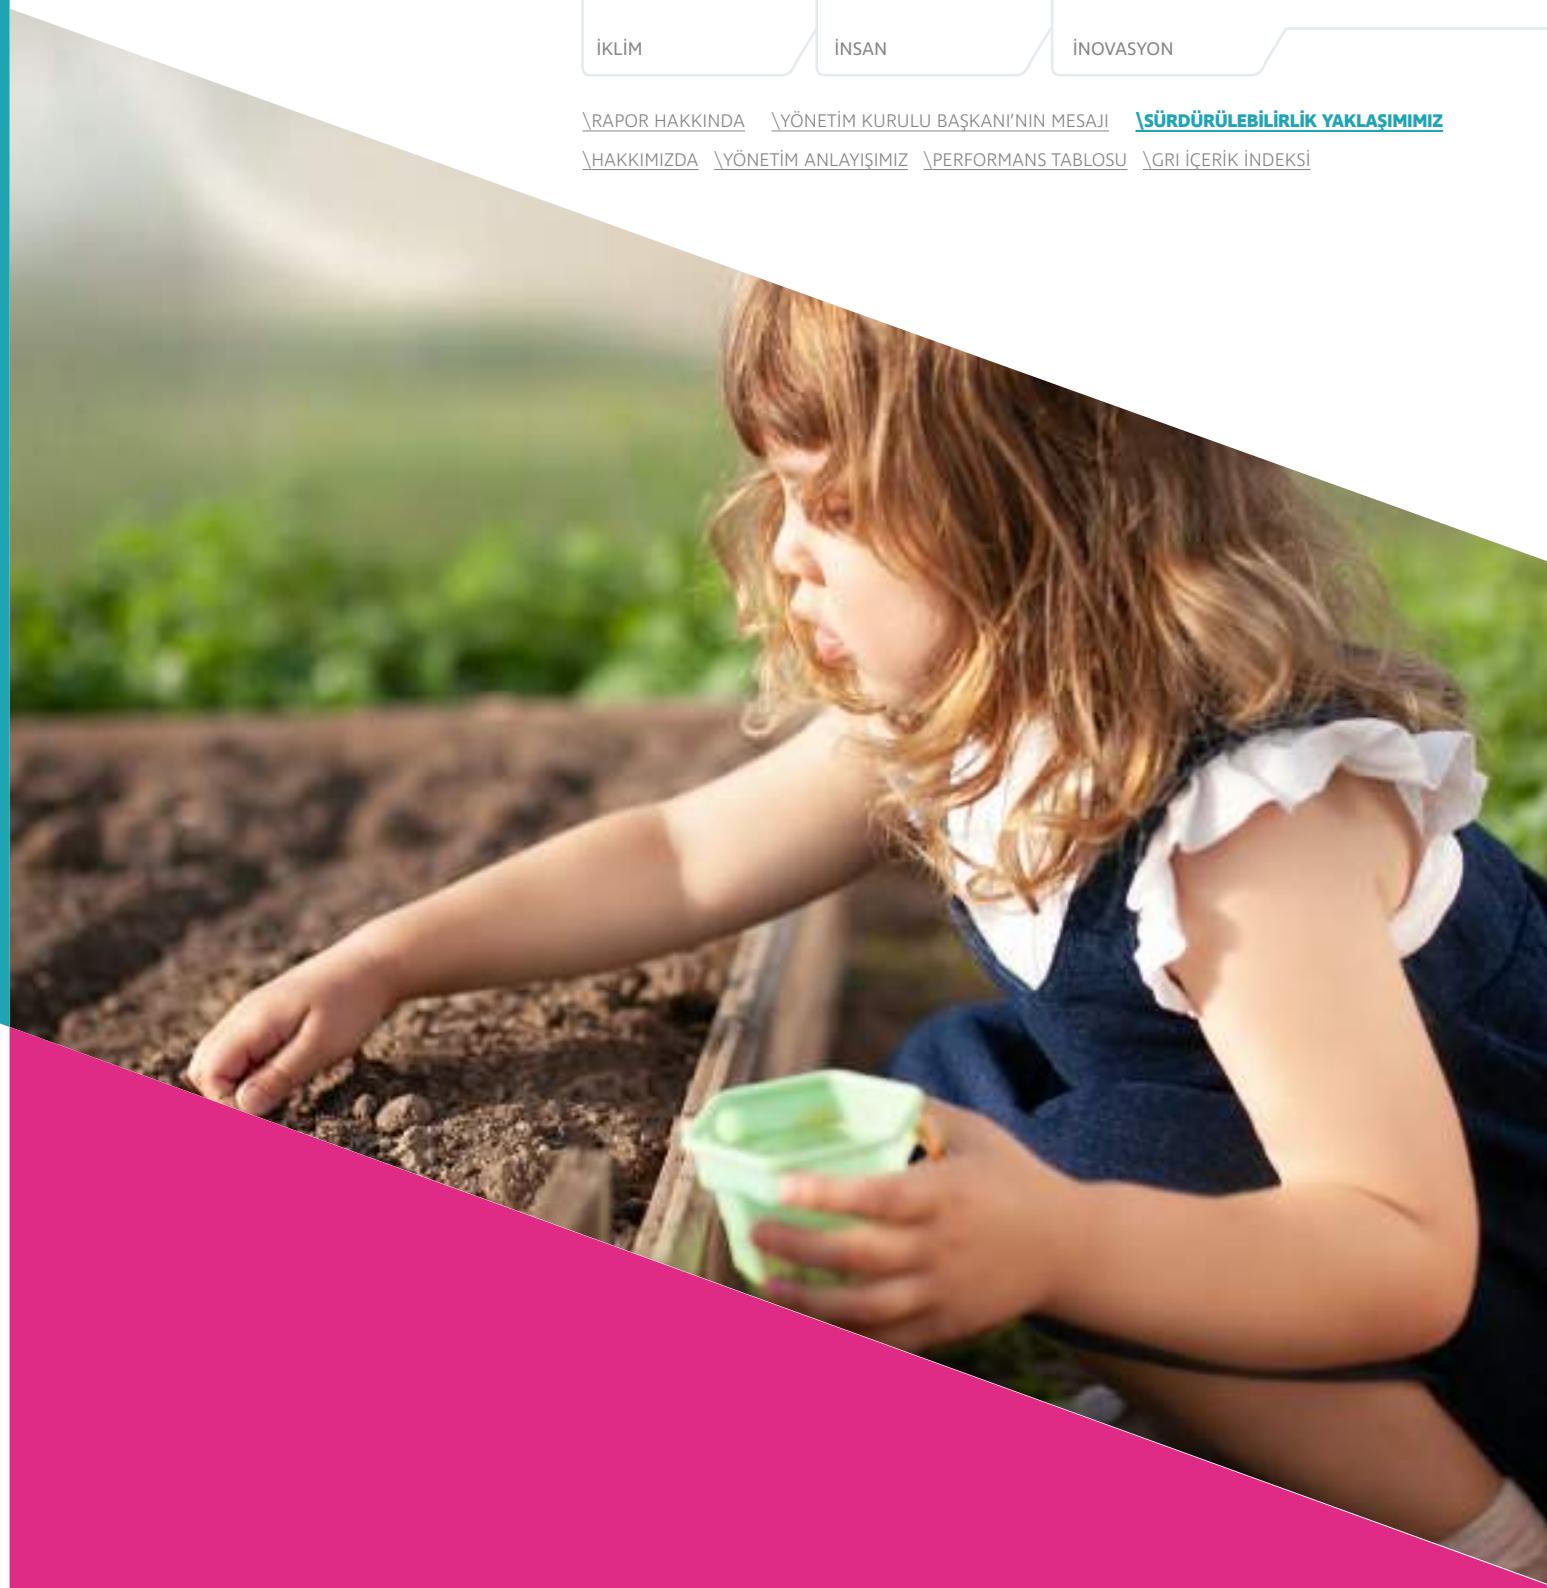 İKLİM İNSAN İNOVASYON
\RAPOR HAKKINDA \YÖNETİM KURULU BAŞKANI’NIN MESAJI \SÜRDÜRÜLEBİLİRLİK YAKLAŞIMIMIZ
\HAKKIMIZDA \YÖNETİM ANLAYIŞIMIZ \PERFORMANS TABLOSU \GRI İÇERİK İNDEKSİ